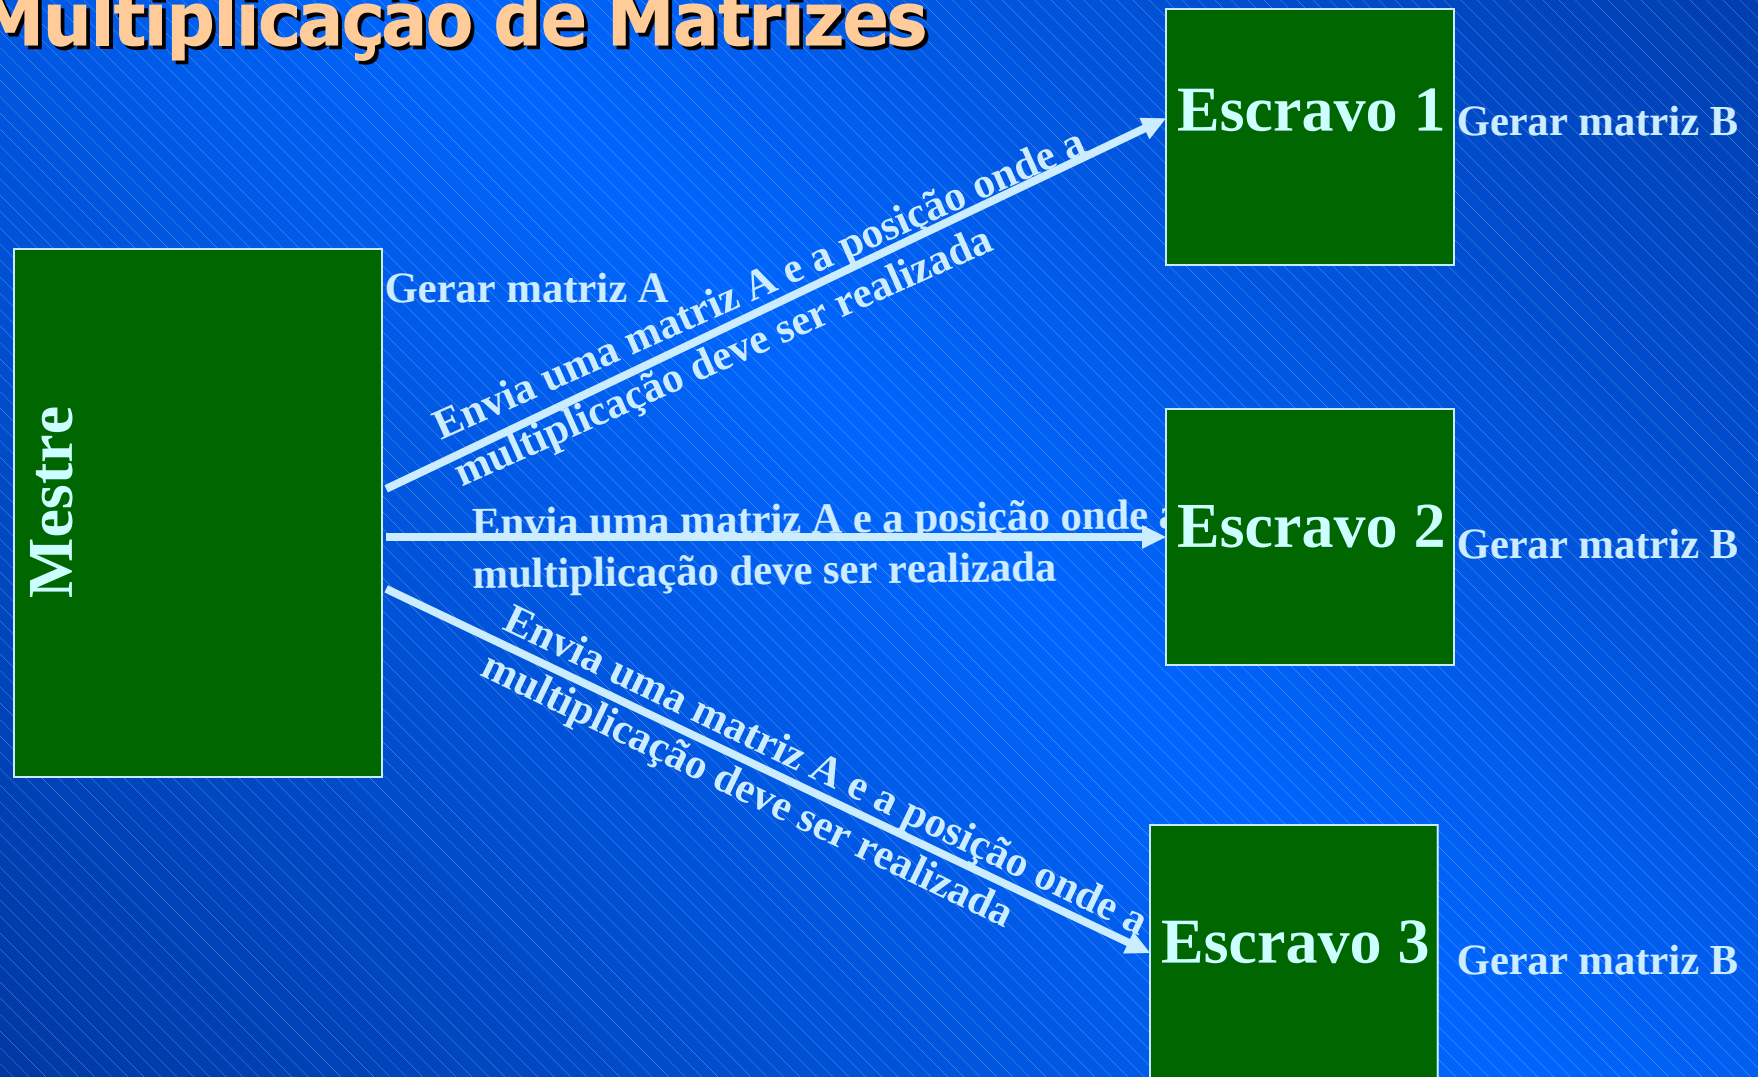 Multiplicação de Matrizes
Escravo 1
Gerar matriz B
Gerar matriz A
Envia uma matriz A e a posição onde a
multiplicação deve ser realizada
Mestre
Envia uma matriz A e a posição onde a
multiplicação deve ser realizada
Escravo 2
Gerar matriz B
Envia uma matriz A e a posição onde a
multiplicação deve ser realizada
Escravo 3
Gerar matriz B